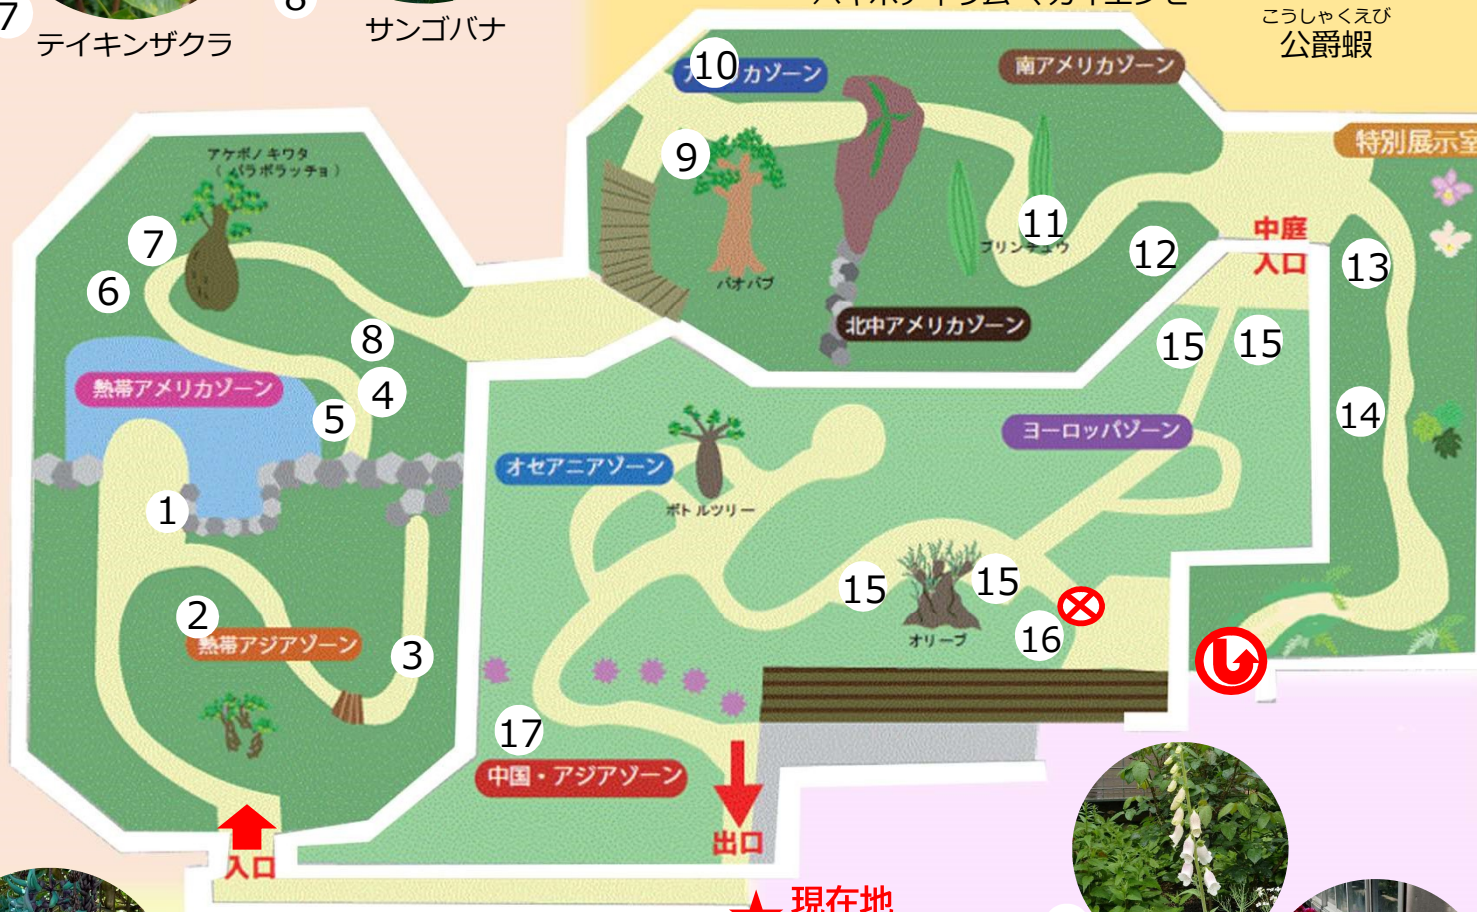 7
テイキンザクラ
8
サンゴバナ
こうしゃくえび
公爵蝦
10
カゾーン
南アメリカゾーン
特別展示室
アケボノキワタ
( パラボラッチョ )
9
バオバブ
7
6
11
プリンチュウ
12
中庭
入口
13
北中アメリカゾーン
8
15
15
熱帯アメリカゾーン
4
5
14
ヨーロッパゾーン
オセアニアゾーン
ボトルツリー
1
15
15
オリーブ
16
2
熱帯アジアゾーン
3
17
中国・アジアゾーン
出口
入口
現在地